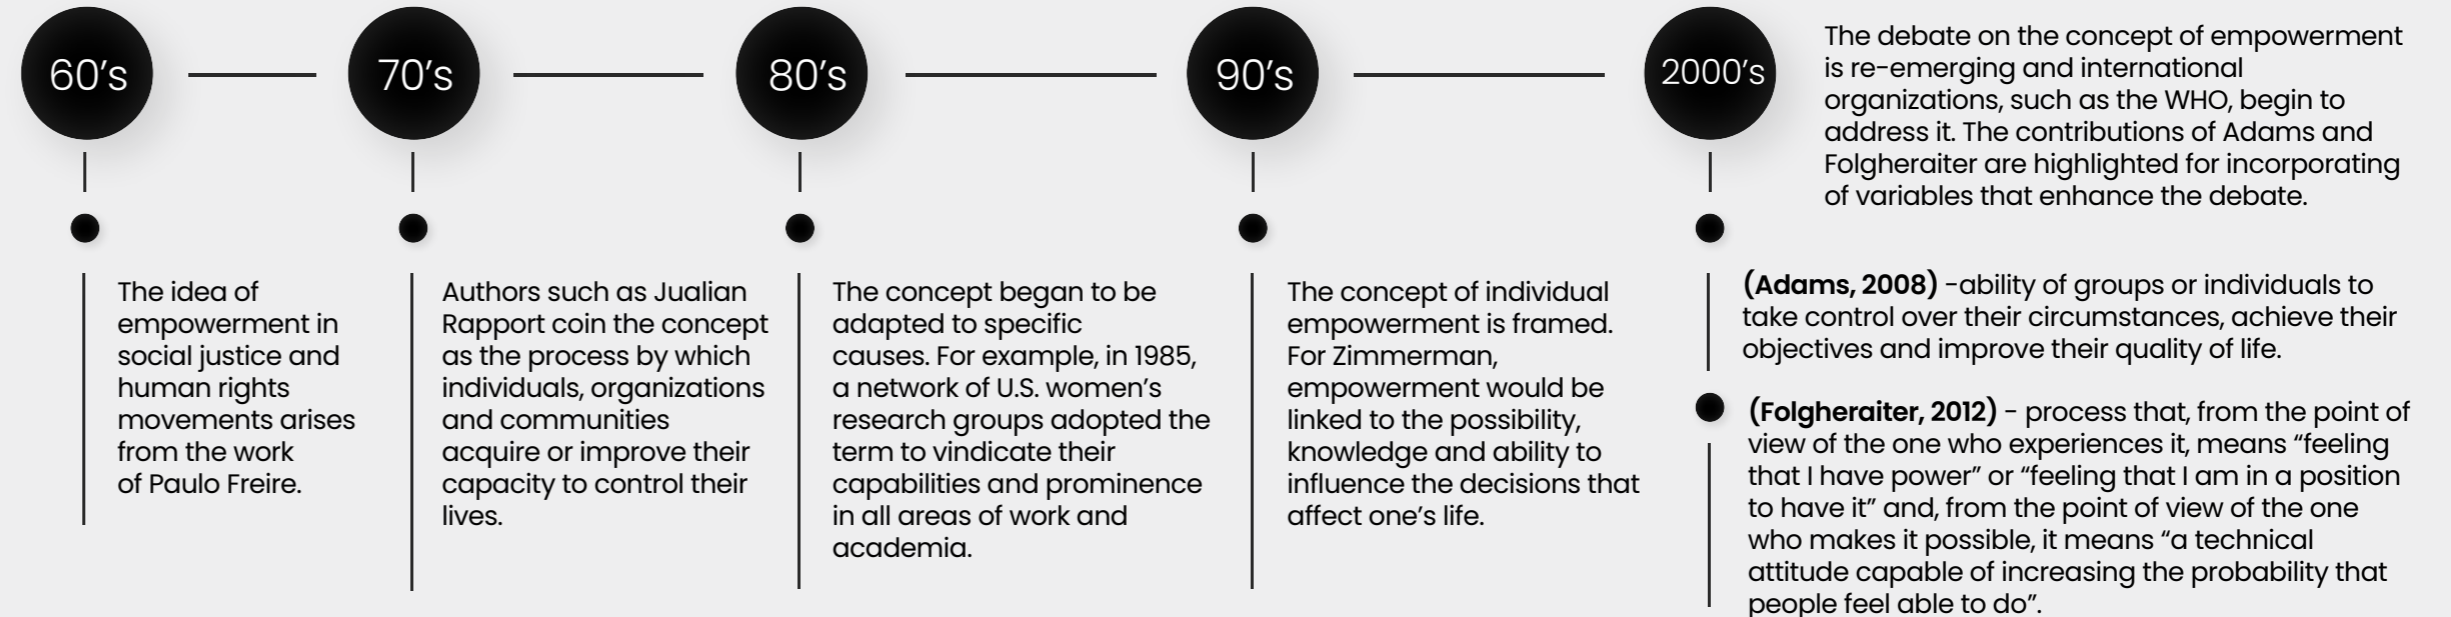 60's
70's
80's
90's
2000's
The idea of
empowerment in
social justice and
human rights
movements arises
from the work
of Paulo Freire.
Authors such as Jualian
Rapport coin the concept
as the process by which
individuals, organizations
and communities
acquire or improve their
capacity to control their
lives.
The concept began to be
adapted to specific
causes. For example, in 1985,
a network of U.S. women's
research groups adopted the
term to vindicate their
capabilities and prominence
in all areas of work and
academia.
The concept of individual
empowerment is framed.
For Zimmerman,
empowerment would be
linked to the possibility,
knowledge and ability to
influence the decisions that
affect one's life.
The debate on the concept of empowerment
is re-emerging and international
organizations, such as the WHO, begin to
address it. The contributions of Adams and
Folgheraiter are highlighted for incorporating
of variables that enhance the debate.
(Adams, 2008) -ability of groups or individuals to
take control over their circumstances, achieve their
objectives and improve their quality of life.
(Folgheraiter, 2012) - process that, from the point of
view of the one who experiences it, means “feeling
that I have power” or “feeling that I am in a position
to have it” and, from the point of view of the one
who makes it possible, it means “a technical
attitude capable of increasing the probability that
people feel able to do”.